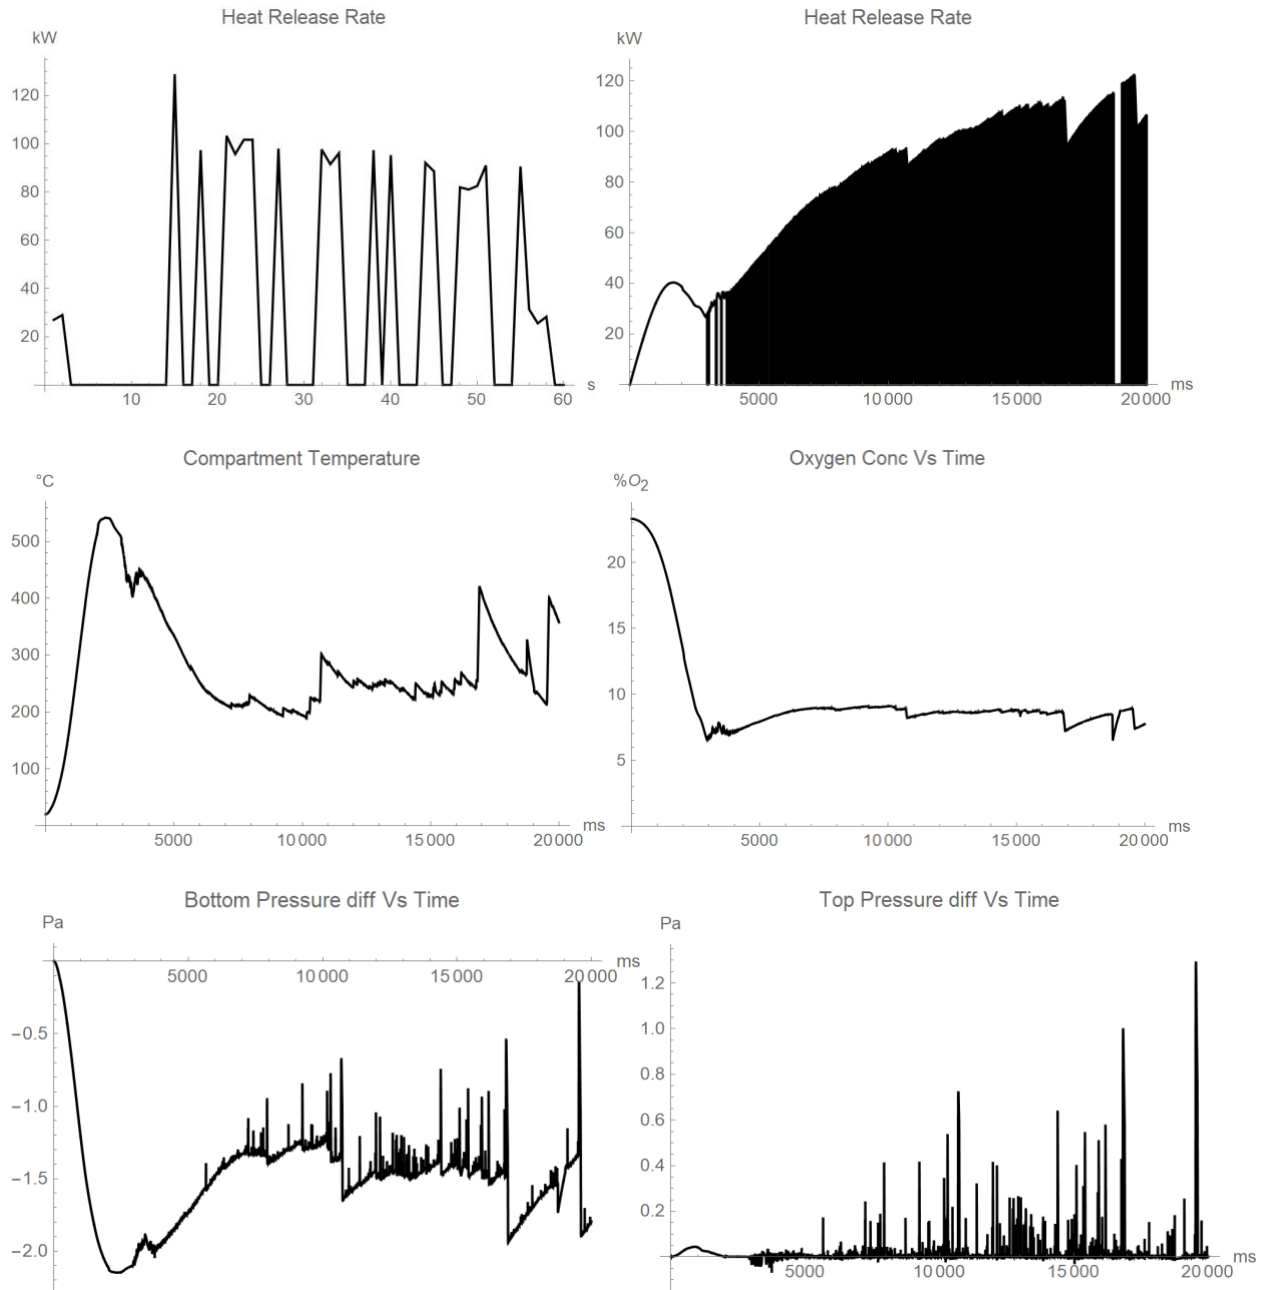 Heat Release Rate
kW
120
100
80
60
40
20
10 20 30 40 50 60
s
Heat Release Rate
kW
120
100
80
60
40
20
5000 10000 15000 20000
ms
Compartment Temperature
°C
500
400
300
200
100
5000 10000 15000 20000
ms
Oxygen Conc Vs Time
%O₂
20
15
10
5
5000 10000 15000 20000
ms
Bottom Pressure diff Vs Time
Pa
5000 10000 15000 20000
ms
−0.5
−1.0
−1.5
−2.0
Top Pressure diff Vs Time
Pa
1.2
1.0
0.8
0.6
0.4
0.2
5000 10000 15000 20000
ms